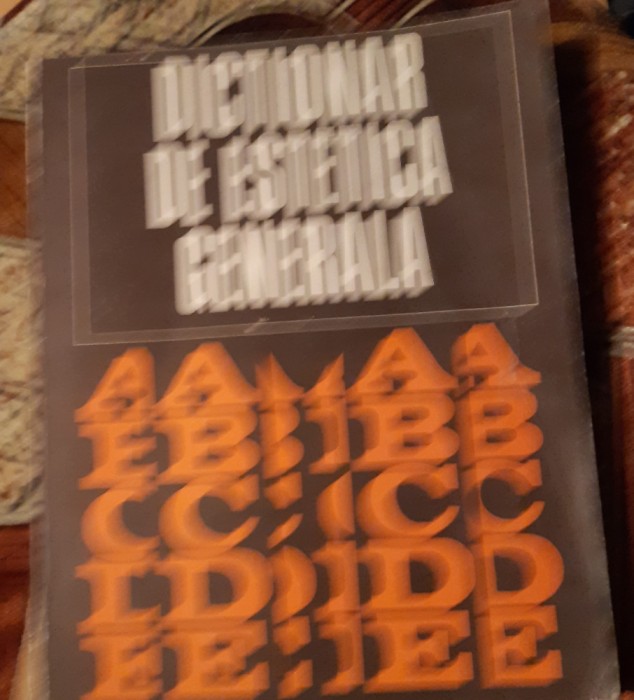 DICTIONAR
DE ESTETICA
GENERALA
A A A A A
B B B B B
C C C C C
D D D D D
E E E E E